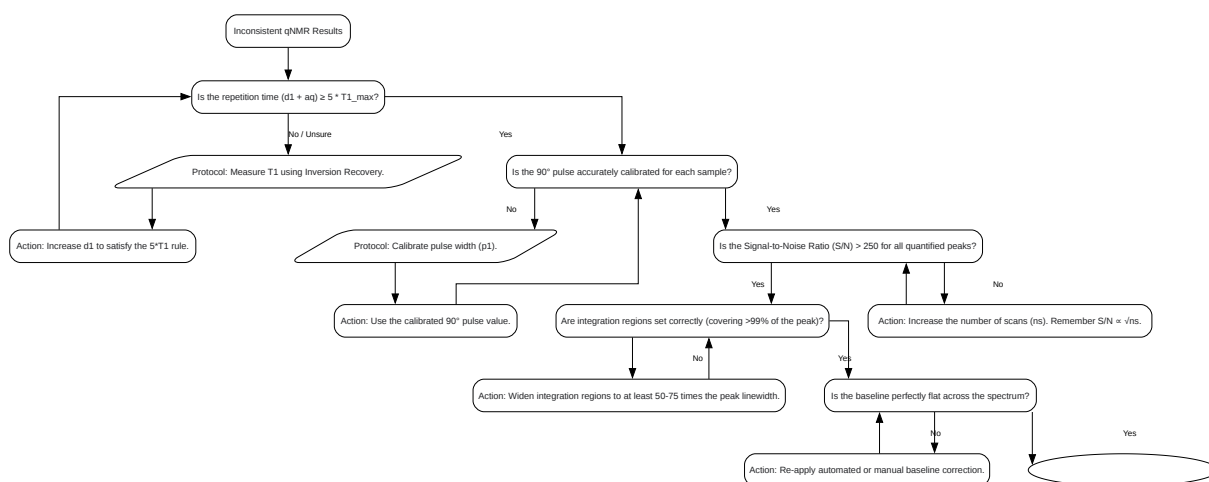 Inconsistent qNMR Results
Is the repetition time (d1 + aq) ≥ 5 * T1_max?
No / Unsure
Yes
Protocol: Measure T1 using Inversion Recovery.
Is the 90° pulse accurately calibrated for each sample?
No
Yes
Action: Increase d1 to satisfy the 5*T1 rule.
Protocol: Calibrate pulse width (p1).
Is the Signal-to-Noise Ratio (S/N) > 250 for all quantified peaks?
Yes
No
Action: Use the calibrated 90° pulse value.
Are integration regions set correctly (covering >99% of the peak)?
Action: Increase the number of scans (ns). Remember S/N ∝ √ns.
No
Yes
Action: Widen integration regions to at least 50-75 times the peak linewidth.
Is the baseline perfectly flat across the spectrum?
No
Yes
Action: Re-apply automated or manual baseline correction.